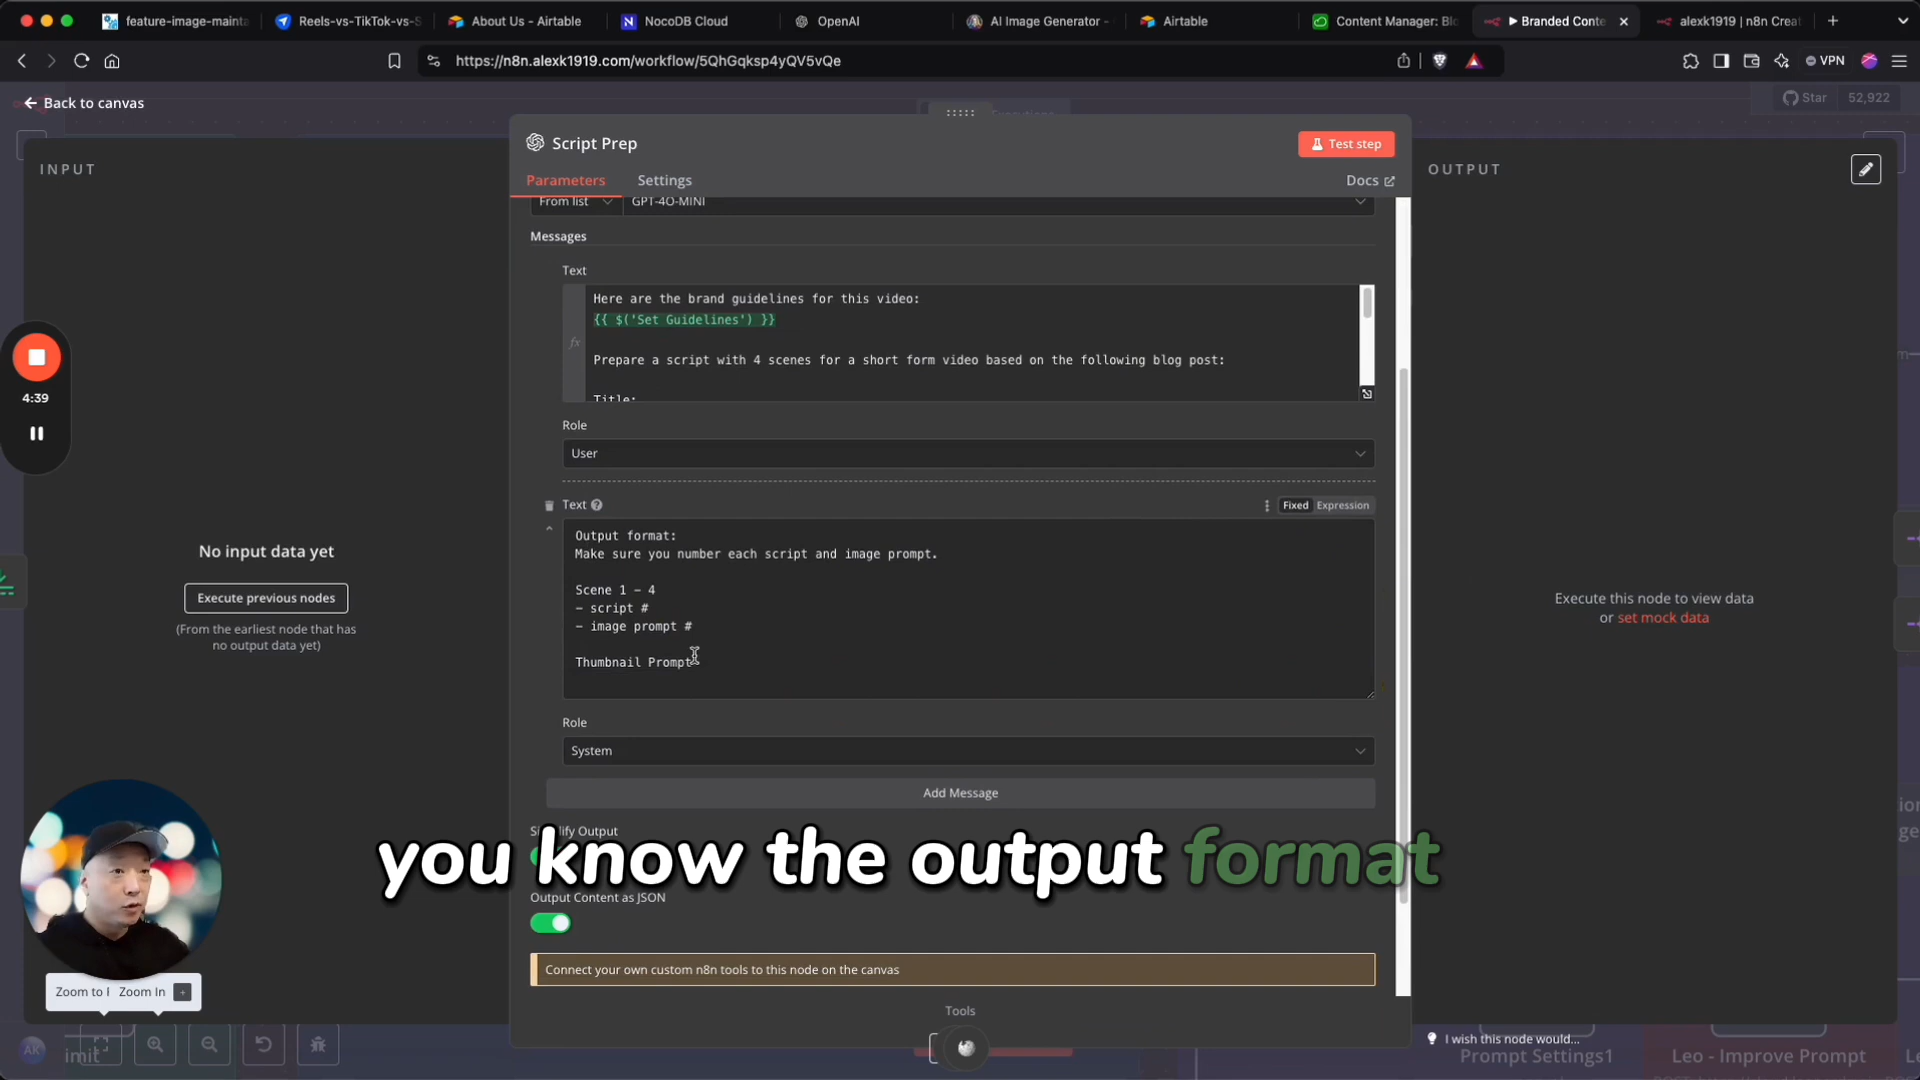 feature-image-mainta
Reels-vs-TikTok-vs-S
About Us - Airtable
NocoDB Cloud
OpenAI
AI Image Generator -
Airtable
Content Manager: Blo
Branded Conte
alexk1919 | n8n Creat
https://n8n.alexk1919.com/workflow/5QhGqksp4yQV5vQe
VPN
Back to canvas
Star 52,922
Script Prep
Test step
INPUT
OUTPUT
Parameters
Settings
Docs
From list
GPT-4O-MINI
Messages
Text
Here are the brand guidelines for this video:
{{ $('Set Guidelines') }}
Prepare a script with 4 scenes for a short form video based on the following blog post:
Title:
fx
4:39
Role
User
Text
Fixed
Expression
Output format:
Make sure you number each script and image prompt.
Scene 1 - 4
- script #
- image prompt #
Thumbnail Prompt
No input data yet
Execute previous nodes
(From the earliest node that has
no output data yet)
Execute this node to view data
or set mock data
Role
System
Add Message
you know the output format
Output Content as JSON
Connect your own custom n8n tools to this node on the canvas
Tools
Zoom to
Zoom In +
AK
imit
I wish this node would...
Prompt Settings1
Leo - Improve Prompt